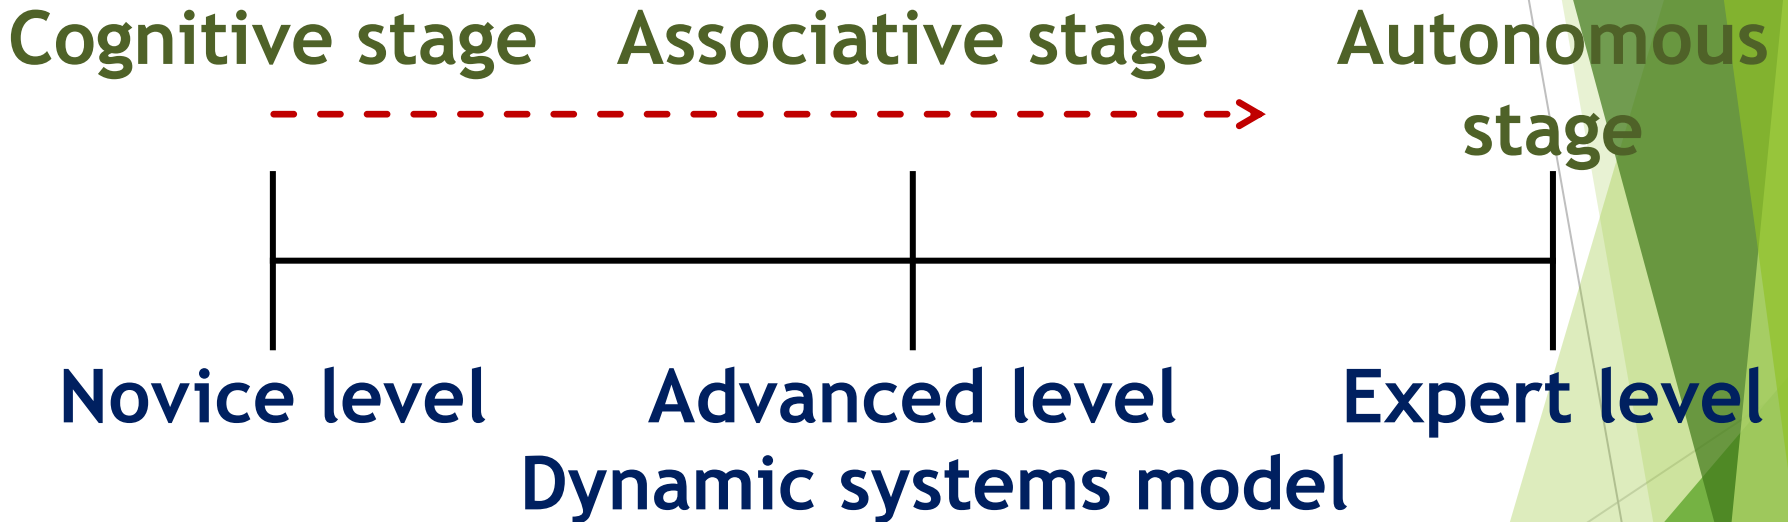 Cognitive stage Associative stage Autonomous
stage
Novice level Advanced level Expert level
Dynamic systems model